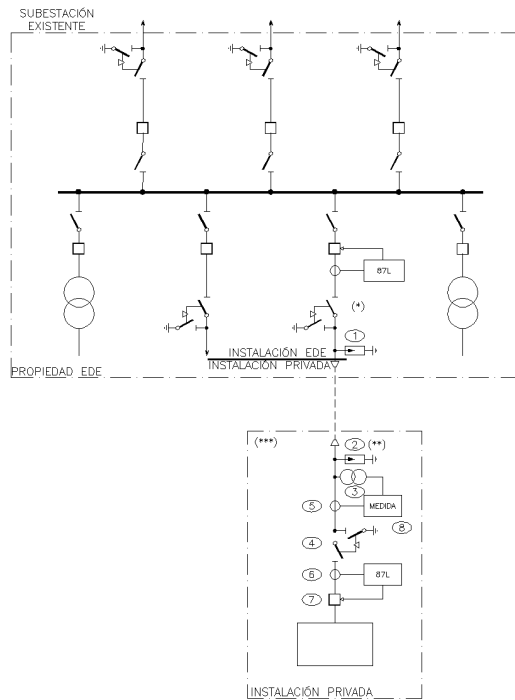 SUBESTACIÓN
EXISTENTE
87L
(*)
1
INSTALACIÓN EDE
INSTALACIÓN PRIVADA
PROPIEDAD EDE
(***)
2 (**)
3
5
MEDIDA
8
4
6
87L
7
INSTALACIÓN PRIVADA